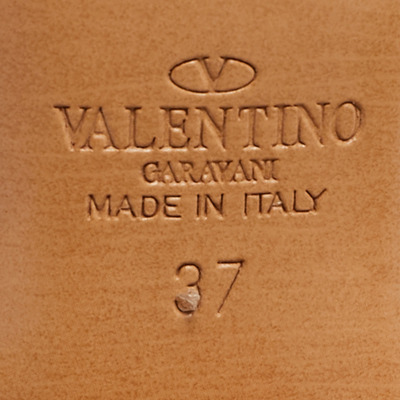 V
VALENTINO
GARAVANI
MADE IN ITALY
37